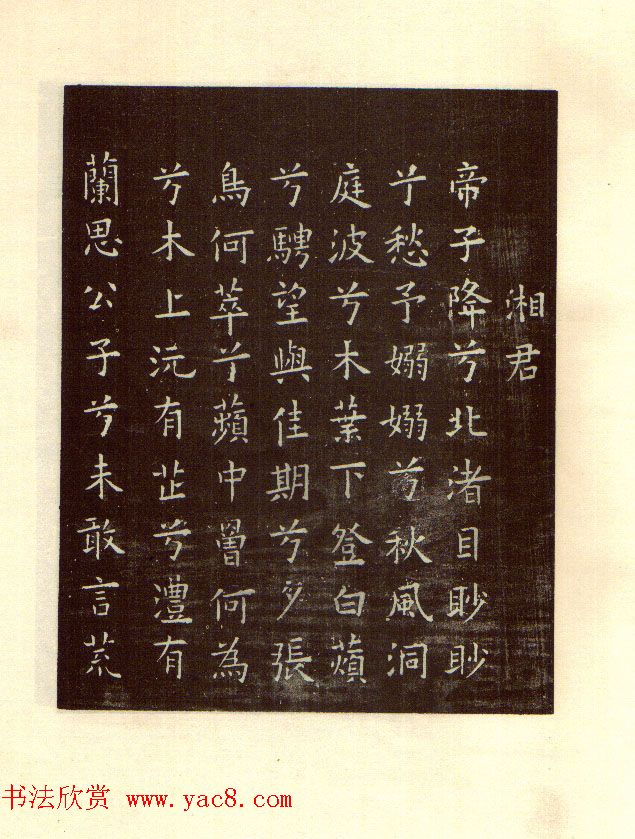 湘君
帝子降兮北渚目眇眇
兮愁予嫋嫋兮秋風洞
庭波兮木葉下登白蘋
兮騁望與佳期兮夕張
鳥何萃兮蘋中罾何為
兮木上沅有芷兮澧有
蘭思公子兮未敢言荒
书法欣赏 www.yac8.com